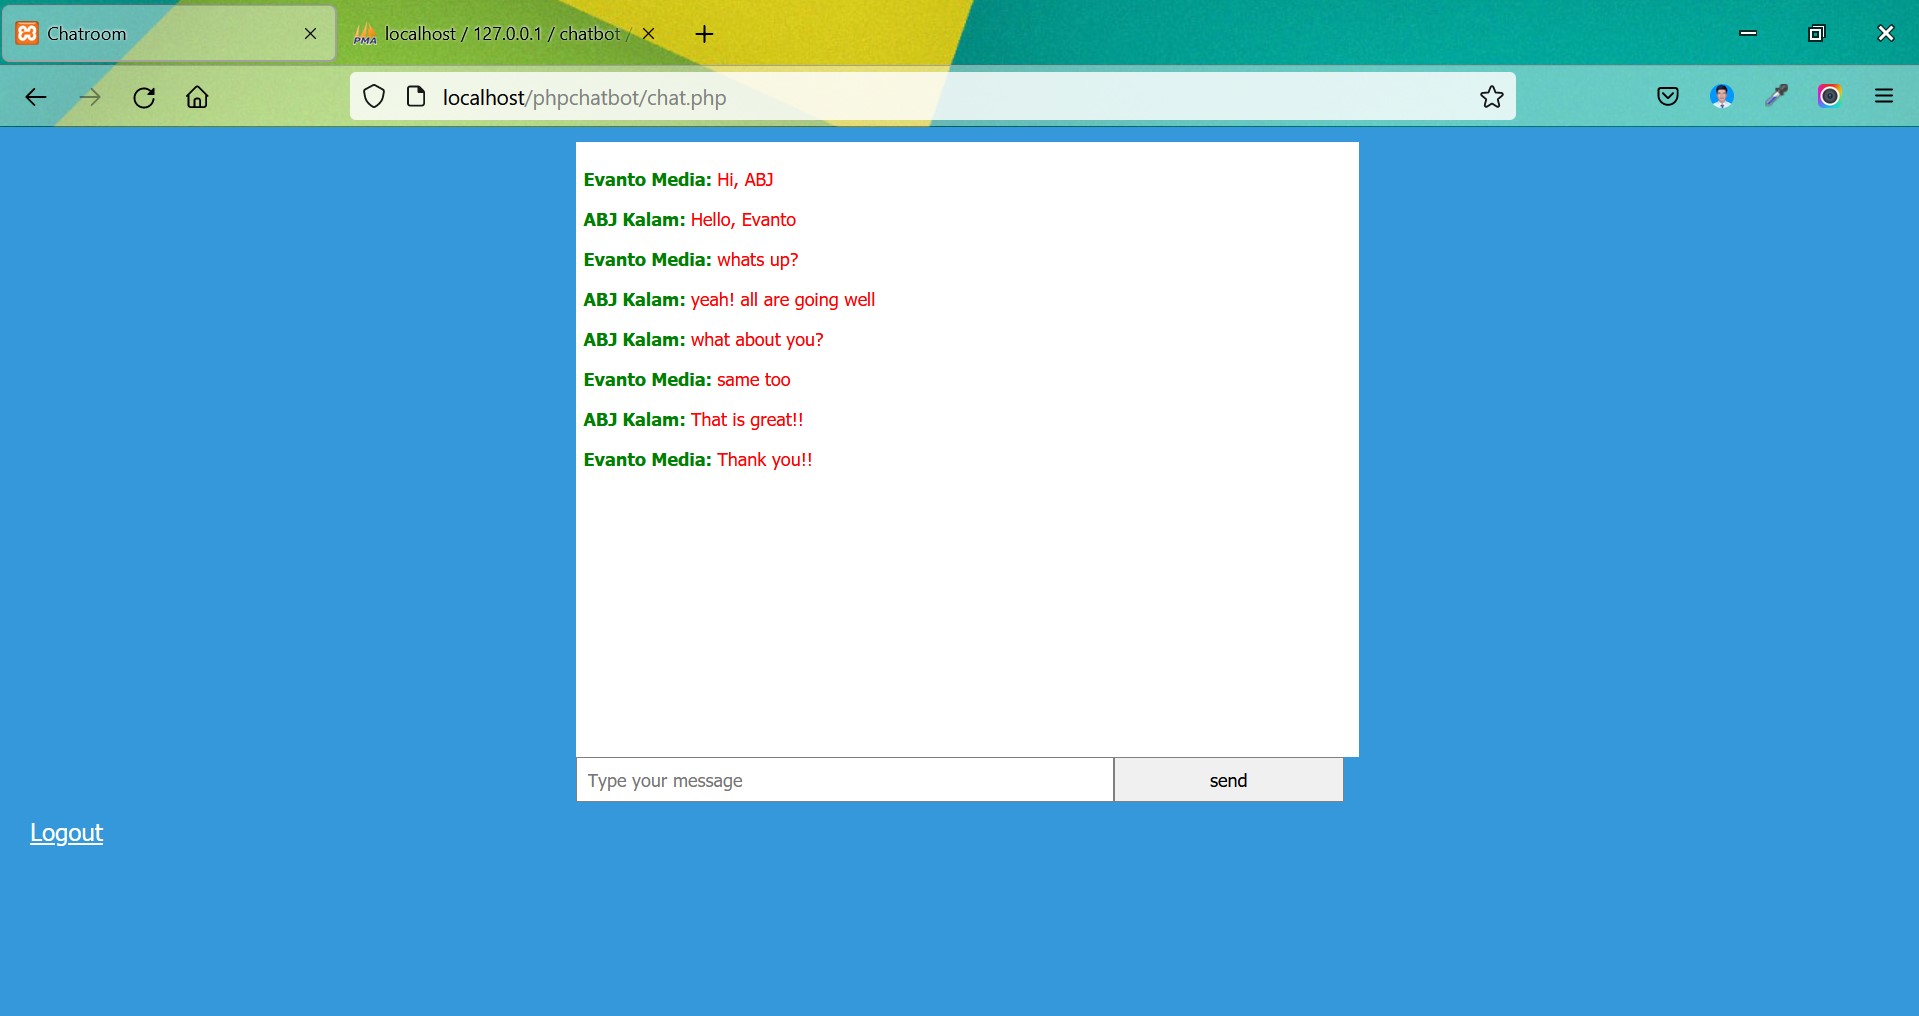 Chatroom
PMA localhost / 127.0.0.1 / chatbot /
localhost/phpchatbot/chat.php
Evanto Media: Hi, ABJ
ABJ Kalam: Hello, Evanto
Evanto Media: whats up?
ABJ Kalam: yeah! all are going well
ABJ Kalam: what about you?
Evanto Media: same too
ABJ Kalam: That is great!!
Evanto Media: Thank you!!
Type your message
send
Logout